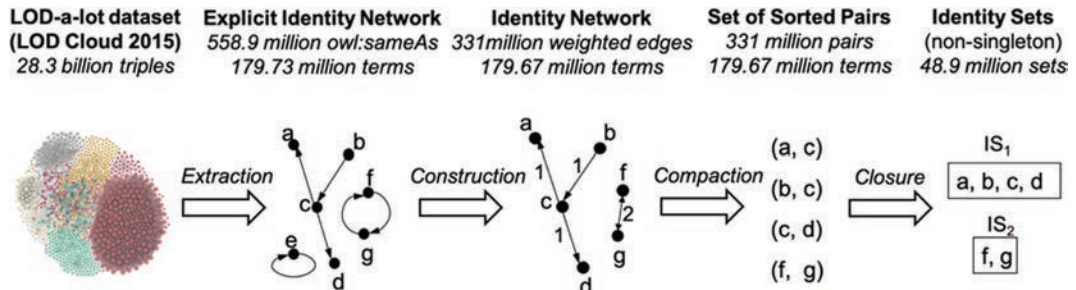 LOD-a-lot dataset
(LOD Cloud 2015)
28.3 billion triples
Explicit Identity Network
558.9 million owl:sameAs
179.73 million terms
Identity Network
331million weighted edges
179.67 million terms
Set of Sorted Pairs
331 million pairs
179.67 million terms
Identity Sets
(non-singleton)
48.9 million sets
Extraction
a
b
c
f
g
e
d
Construction
a
b
1
1
c
f
2
g
1
d
Compaction
(a, c)
(b, c)
(c, d)
(f, g)
Closure
IS1
a, b, c, d
IS2
f, g